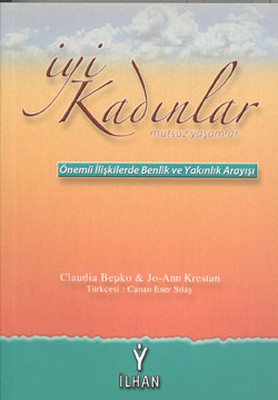 iyi
Kadınlar
mutsuz yaşamlar
Önemli İlişkilerde Benlik ve Yakınlık Arayışı
Claudia Bepko & Jo-Ann Krestan
Türkçesi : Canan Ener Sılay
İLHAN